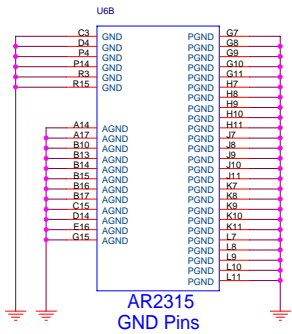 U6B
C3 GND PGND G7
D4 GND PGND G8
P4 GND PGND G9
P14 GND PGND G10
R3 GND PGND G11
R15 GND PGND H7
PGND H8
PGND H9
PGND H10
A14 AGND PGND H11
A17 AGND PGND J7
B10 AGND PGND J8
B13 AGND PGND J9
B14 AGND PGND J10
B15 AGND PGND J11
B16 AGND PGND K7
B17 AGND PGND K8
C15 AGND PGND K9
D14 AGND PGND K10
E16 AGND PGND K11
G15 AGND PGND L7
PGND L8
PGND L9
PGND L10
PGND L11
AR2315
GND Pins